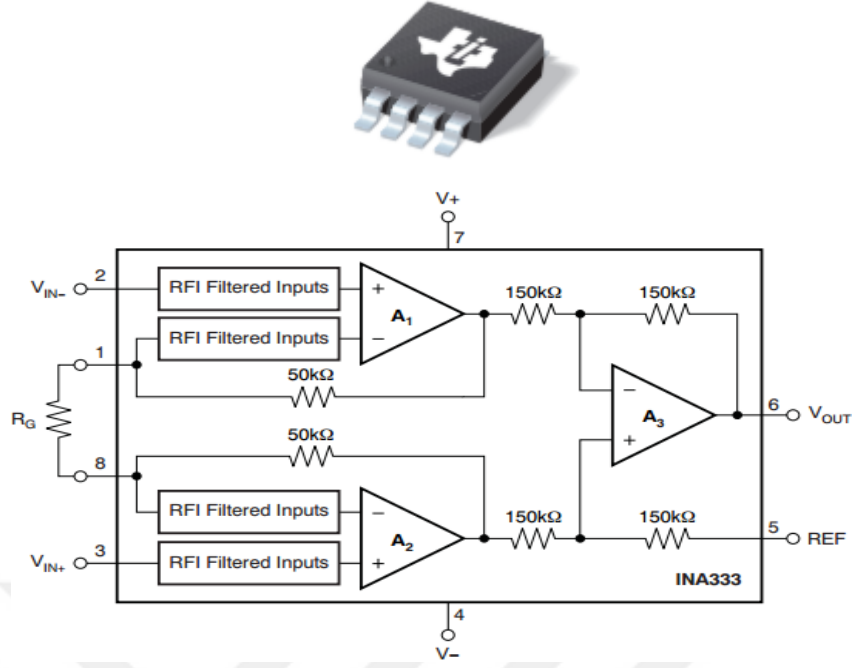 V+
7
2
VIN−
RFI Filtered Inputs
+
A1
150kΩ
150kΩ
RFI Filtered Inputs
−
1
50kΩ
RG
−
A3
+
6
VOUT
50kΩ
8
RFI Filtered Inputs
−
A2
150kΩ
150kΩ
5
REF
3
VIN+
RFI Filtered Inputs
+
INA333
4
V−